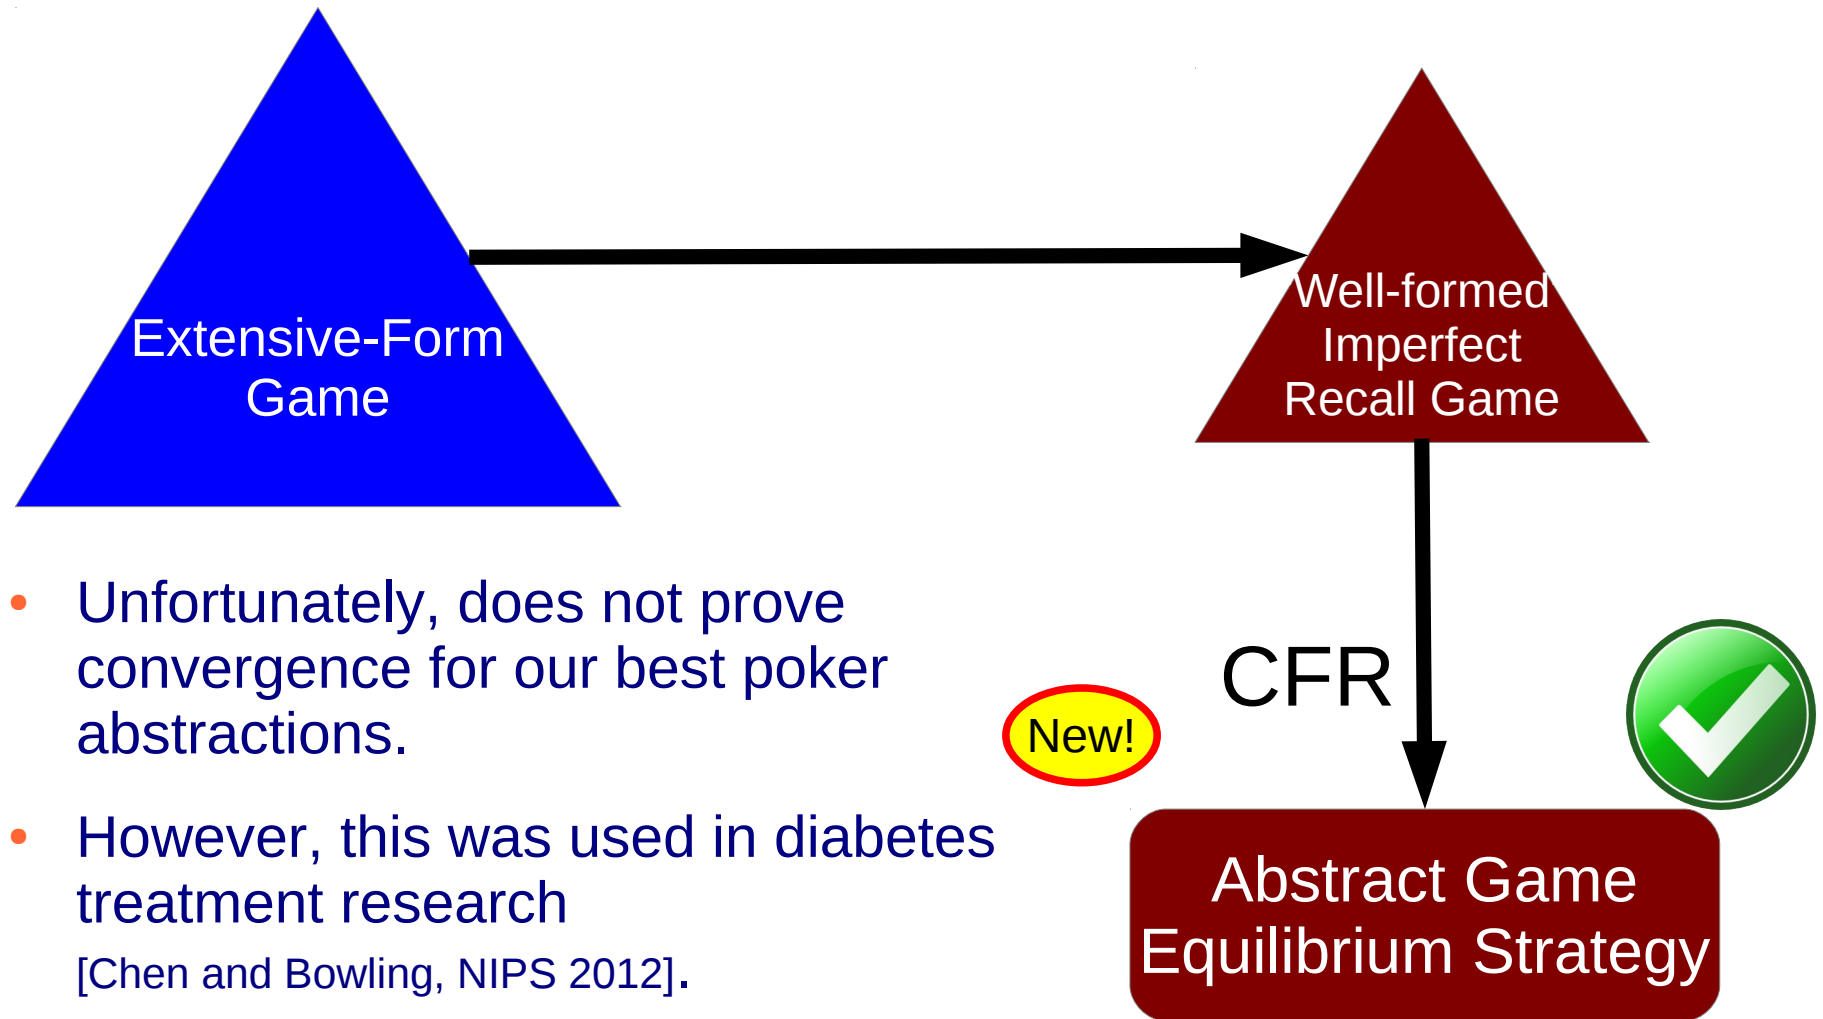 Extensive-Form
Game
Well-formed
Imperfect
Recall Game
• Unfortunately, does not prove
convergence for our best poker
abstractions.
• However, this was used in diabetes
treatment research
[Chen and Bowling, NIPS 2012].
New!
CFR
Abstract Game
Equilibrium Strategy